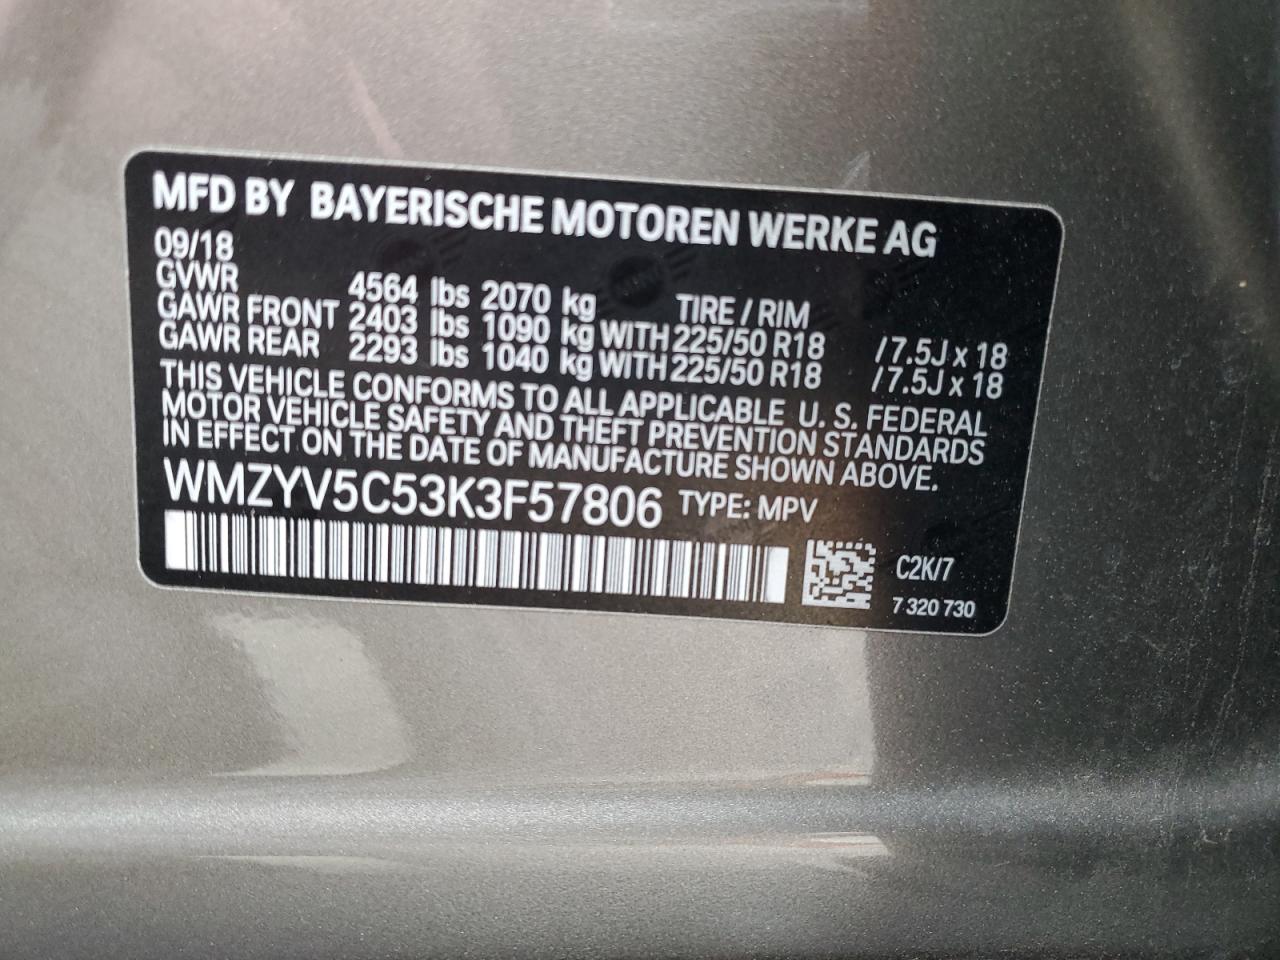 MFD BY BAYERISCHE MOTOREN WERKE AG
09/18
GVWR 4564 lbs 2070 kg TIRE / RIM
GAWR FRONT 2403 lbs 1090 kg WITH 225/50 R18 / 7.5J x 18
GAWR REAR 2293 lbs 1040 kg WITH 225/50 R18 / 7.5J x 18
THIS VEHICLE CONFORMS TO ALL APPLICABLE U. S. FEDERAL
MOTOR VEHICLE SAFETY AND THEFT PREVENTION STANDARDS
IN EFFECT ON THE DATE OF MANUFACTURE SHOWN ABOVE.
WMZYV5C53K3F57806 TYPE: MPV
C2K/7
7 320 730